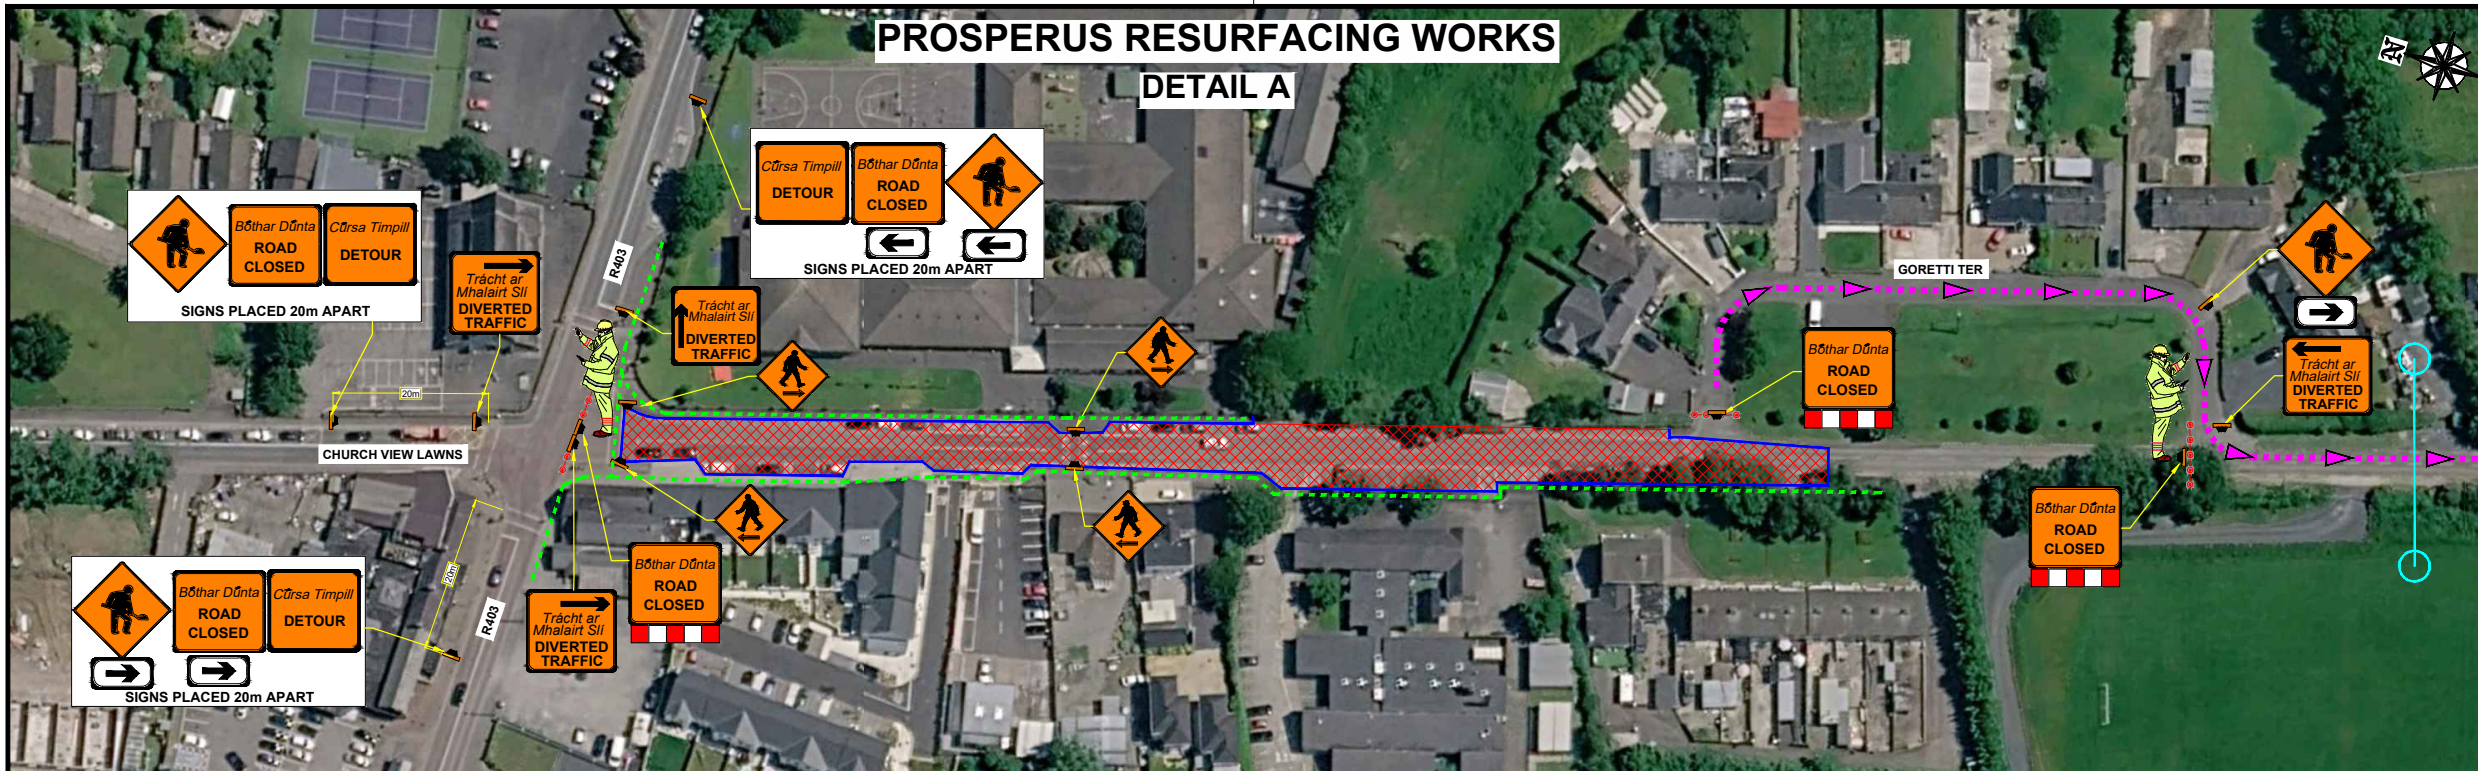 PROSPERUS RESURFACING WORKS
DETAIL A
N
Cúrsa Timpill
DETOUR
Bóthar Dúnta
ROAD
CLOSED
SIGNS PLACED 20m APART
Bóthar Dúnta
ROAD
CLOSED
Cúrsa Timpill
DETOUR
SIGNS PLACED 20m APART
R403
Trácht ar
Mhalairt Slí
DIVERTED
TRAFFIC
Trácht ar
Mhalairt Slí
DIVERTED
TRAFFIC
GORETTI TER
Bóthar Dúnta
ROAD
CLOSED
Trácht ar
Mhalairt Slí
DIVERTED
TRAFFIC
20m
CHURCH VIEW LAWNS
Bóthar Dúnta
ROAD
CLOSED
20m
Bóthar Dúnta
ROAD
CLOSED
Bóthar Dúnta
ROAD
CLOSED
Cúrsa Timpill
DETOUR
SIGNS PLACED 20m APART
R403
Trácht ar
Mhalairt Slí
DIVERTED
TRAFFIC